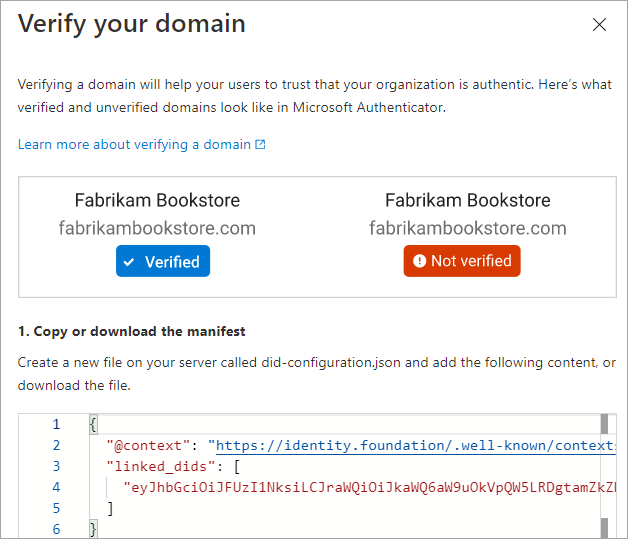 Verify your domain
Verifying a domain will help your users to trust that your organization is authentic. Here's what
verified and unverified domains look like in Microsoft Authenticator.
Learn more about verifying a domain
Fabrikam Bookstore
fabrikambookstore.com
Verified
Fabrikam Bookstore
fabrikambookstore.com
Not verified
1. Copy or download the manifest
Create a new file on your server called did-configuration.json and add the following content, or
download the file.
1 {
2 "@context": "https://identity.foundation/.well-known/contexts
3 "linked_dids": [
4 "eyJhbGciOiJFUzI1NksiLCJraWQiOiJkaWQ6aW9uOkVpQW5LRDgtamZkZk
5 ]
6 }